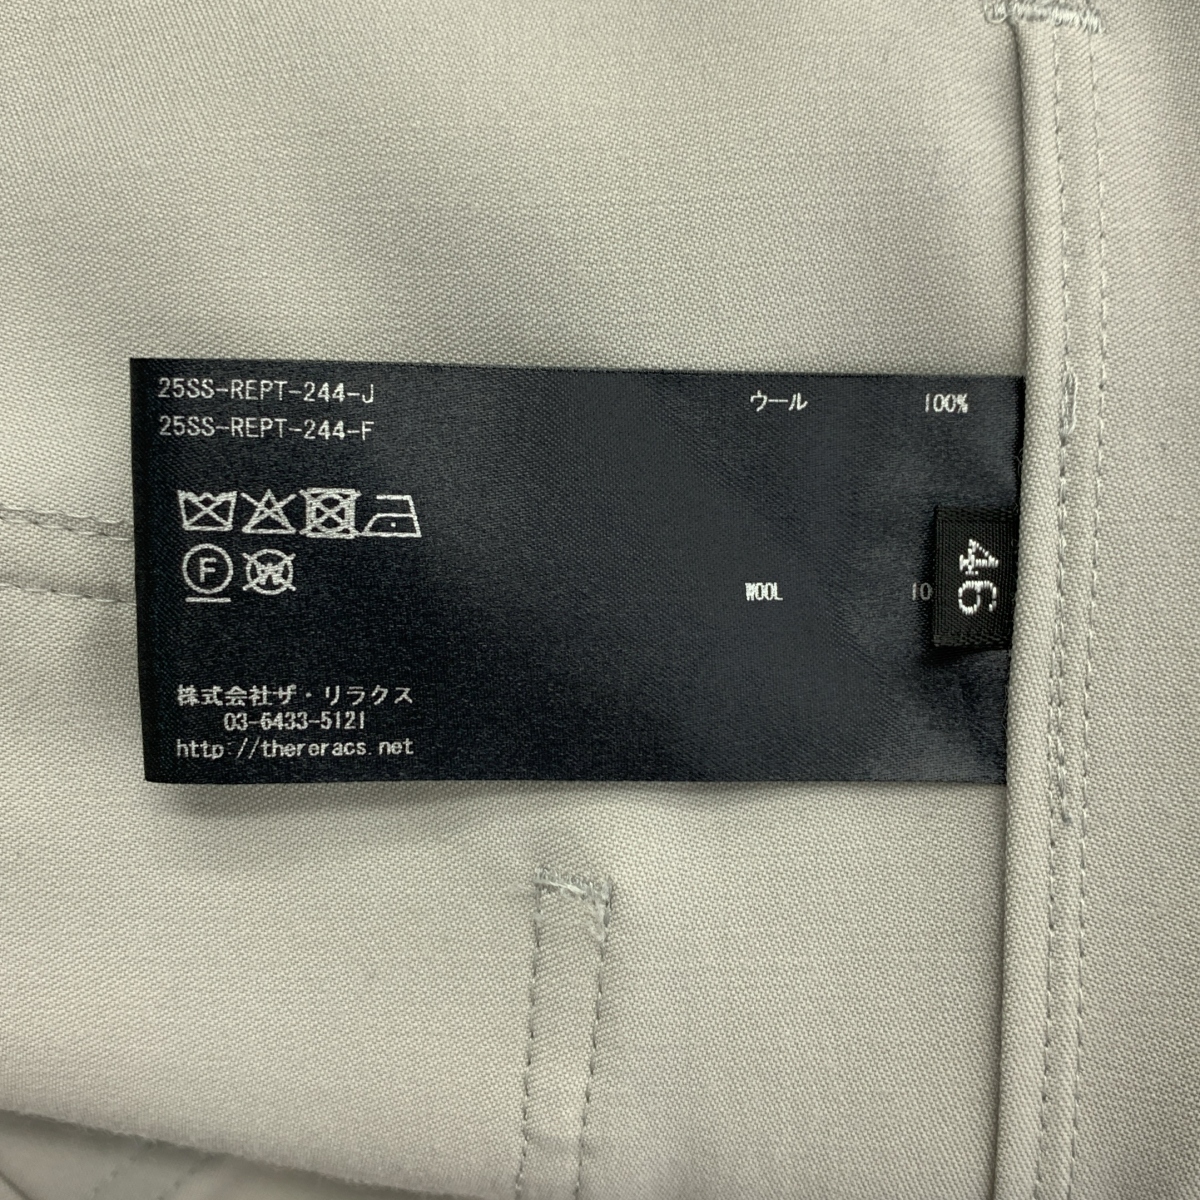 25SS-REPT-244-J
25SS-REPT-244-F
ウール 100%
F
W
WOOL 10
46
株式会社ザ・リラクス
03-6433-5121
http://thereracs.net